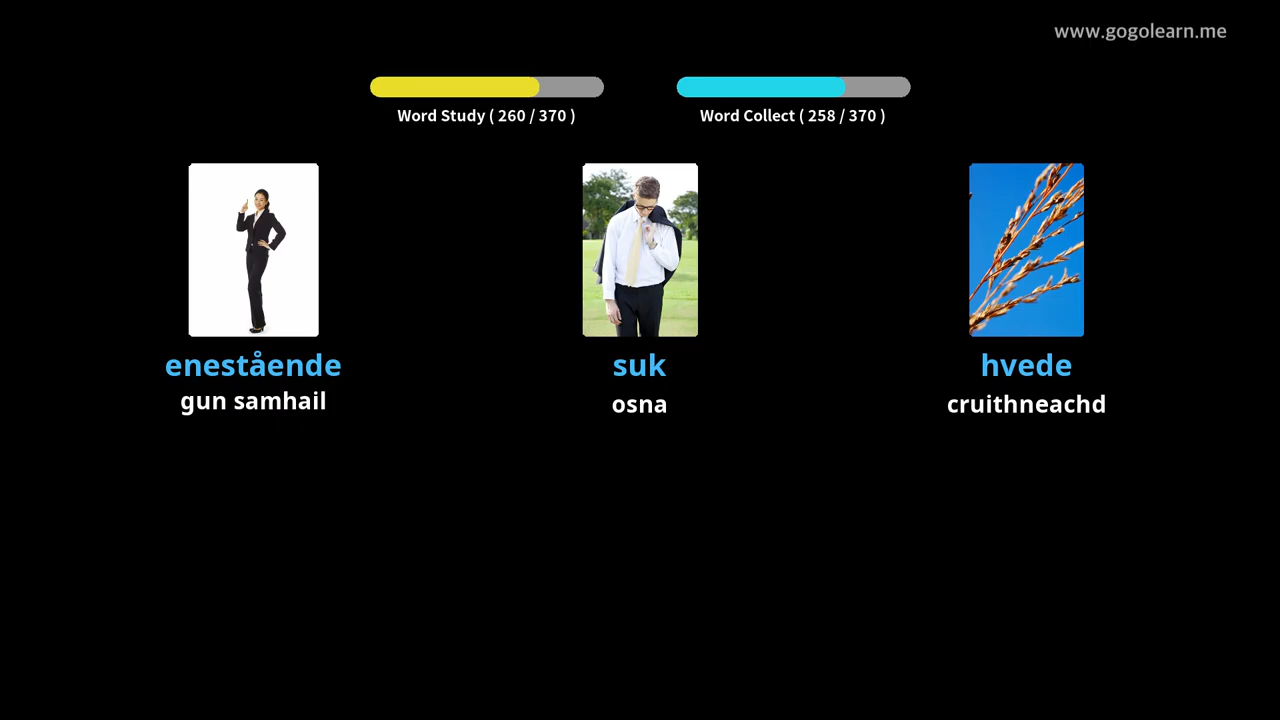 www.gogolearn.me
Word Study ( 260 / 370 )
Word Collect ( 258 / 370 )
enestående
suk
hvede
gun samhail
osna
cruithneachd